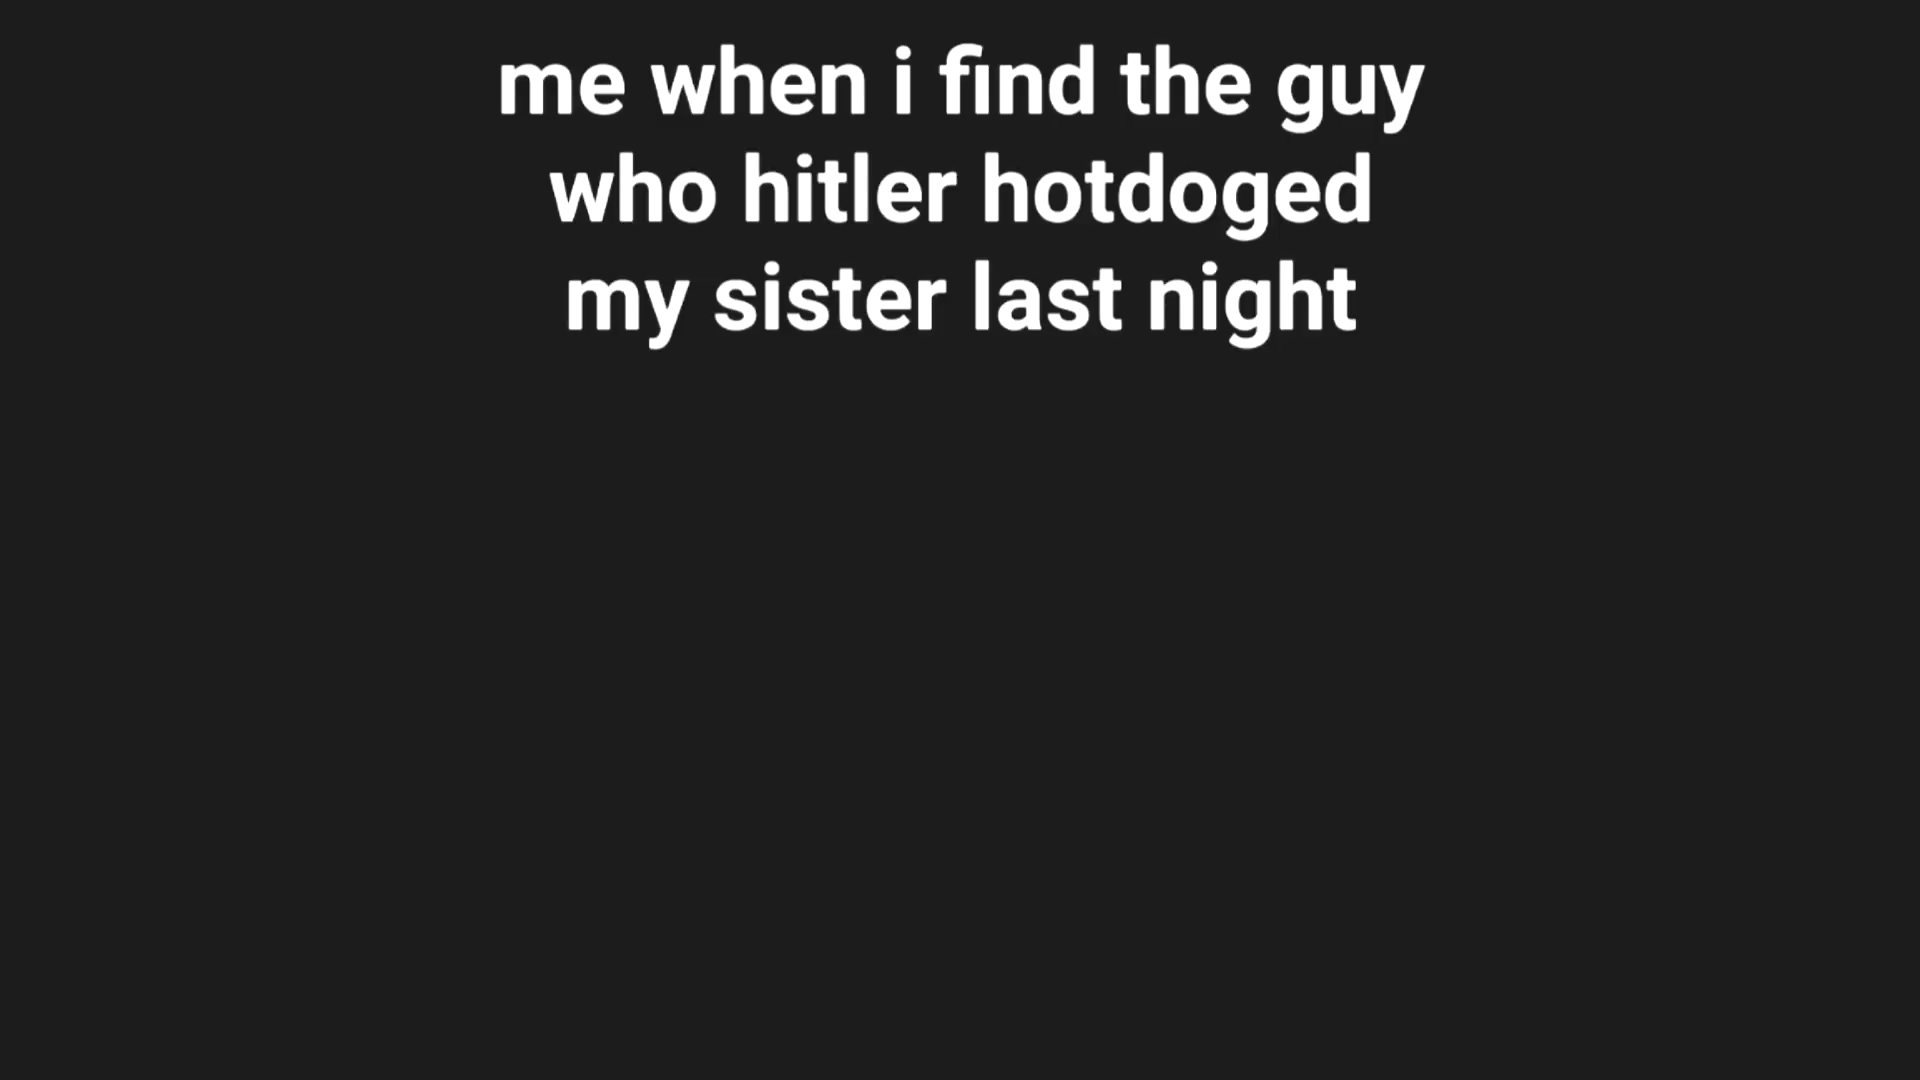 me when i find the guy
who hitler hotdoged
my sister last night